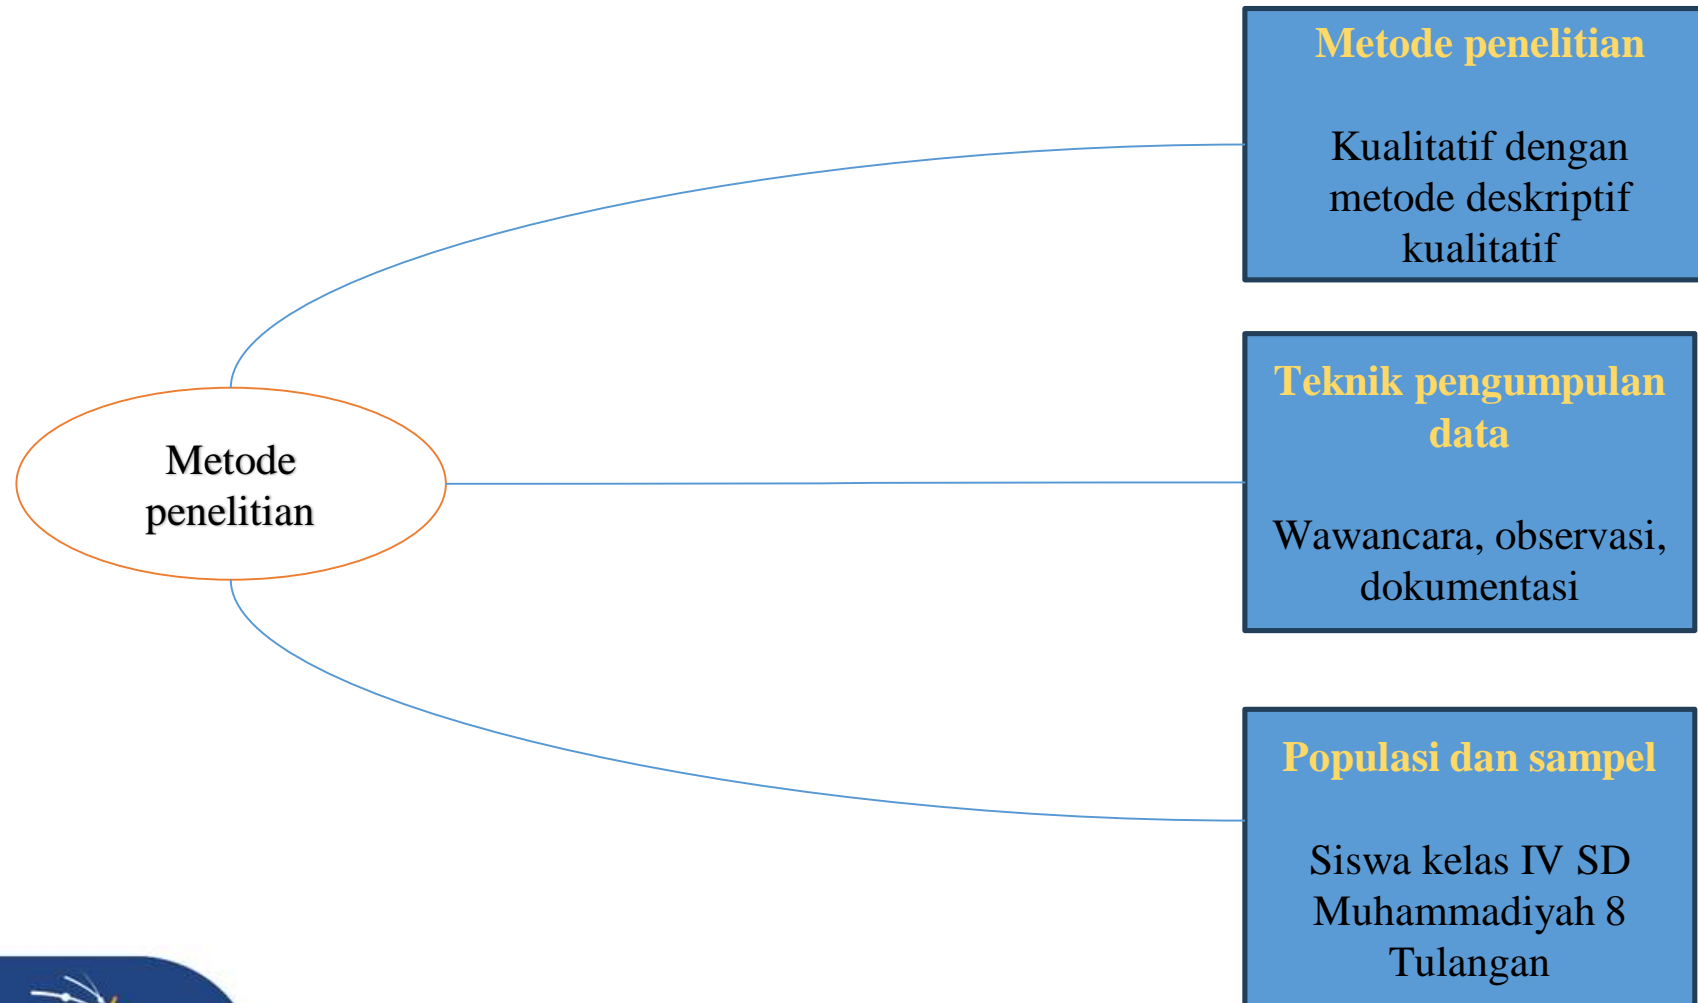 Metode
penelitian
Metode penelitian
Kualitatif dengan
metode deskriptif
kualitatif
Teknik pengumpulan
data
Wawancara, observasi,
dokumentasi
Populasi dan sampel
Siswa kelas IV SD
Muhammadiyah 8
Tulangan